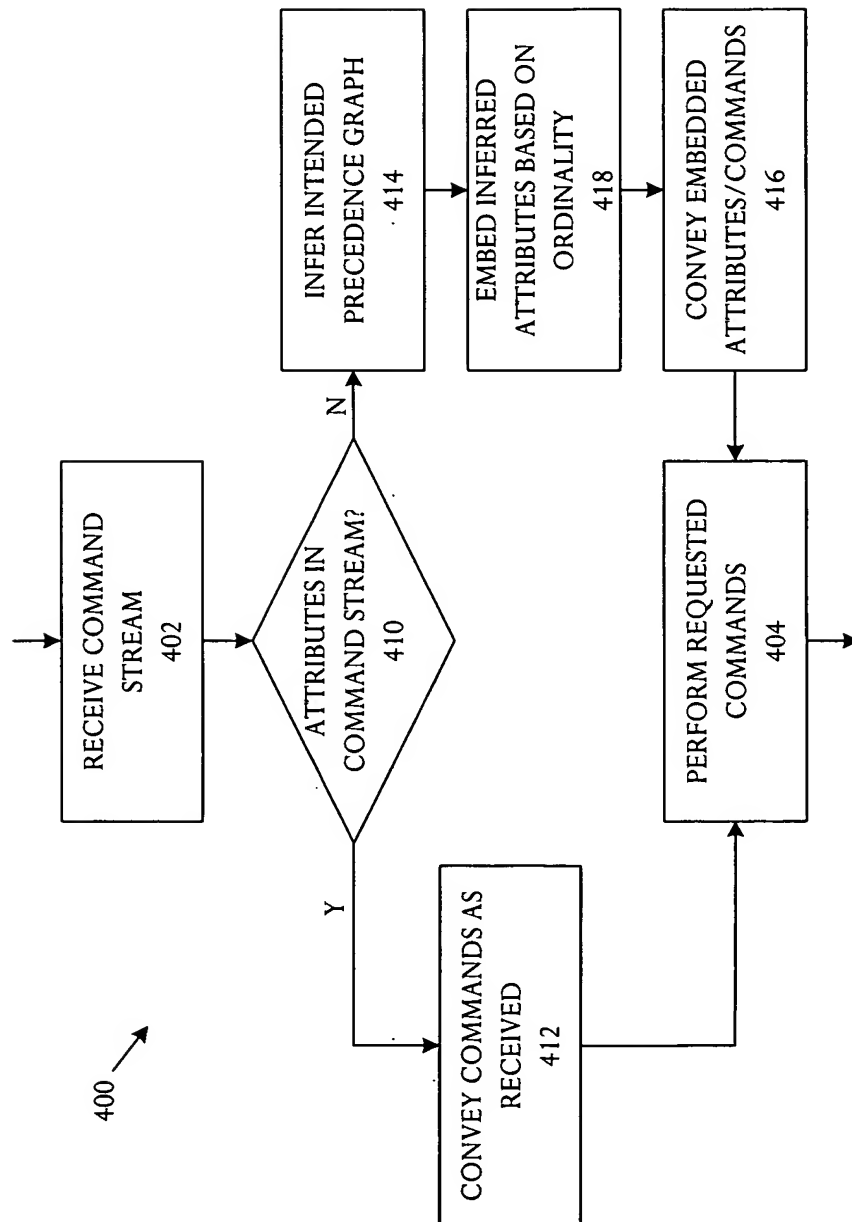 400
RECEIVE COMMAND
STREAM
402
ATTRIBUTES IN
COMMAND STREAM?
410
Y
N
CONVEY COMMANDS AS
RECEIVED
412
INFER INTENDED
PRECEDENCE GRAPH
414
EMBED INFERRED
ATTRIBUTES BASED ON
ORDINALITY
418
CONVEY EMBEDDED
ATTRIBUTES/COMMANDS
416
PERFORM REQUESTED
COMMANDS
404